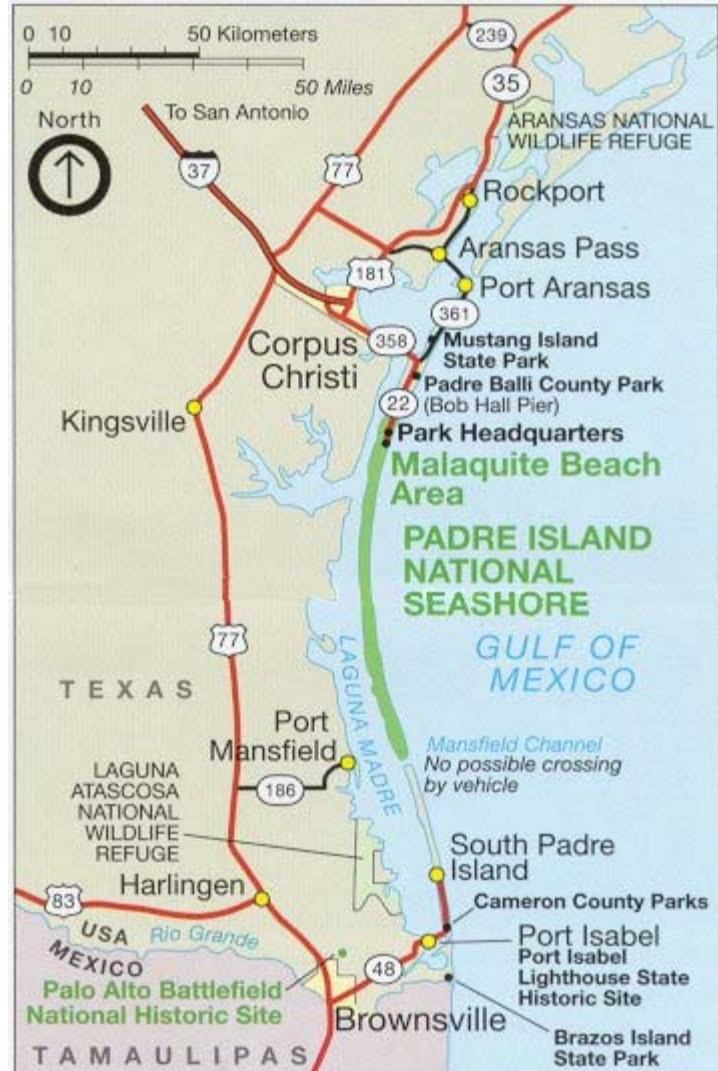 0 10 50 Kilometers
0 10 50 Miles
North
To San Antonio
239
35
37
77
ARANSAS NATIONAL
WILDLIFE REFUGE
Rockport
Aransas Pass
181
Port Aransas
361
358
Mustang Island
State Park
Corpus
Christi
Padre Balli County Park
(Bob Hall Pier)
22
Kingsville
Park Headquarters
Malaquite Beach
Area
PADRE ISLAND
NATIONAL
SEASHORE
77
GULF OF
MEXICO
LAGUNA MADRE
TEXAS
Port
Mansfield
186
Mansfield Channel
No possible crossing
by vehicle
LAGUNA
ATASCOSA
NATIONAL
WILDLIFE
REFUGE
South Padre
Island
Harlingen
83
Cameron County Parks
USA
MEXICO
Rio Grande
Port Isabel
Port Isabel
Lighthouse State
Historic Site
48
Palo Alto Battlefield
National Historic Site
Brownsville
Brazos Island
State Park
TAMAULIPAS